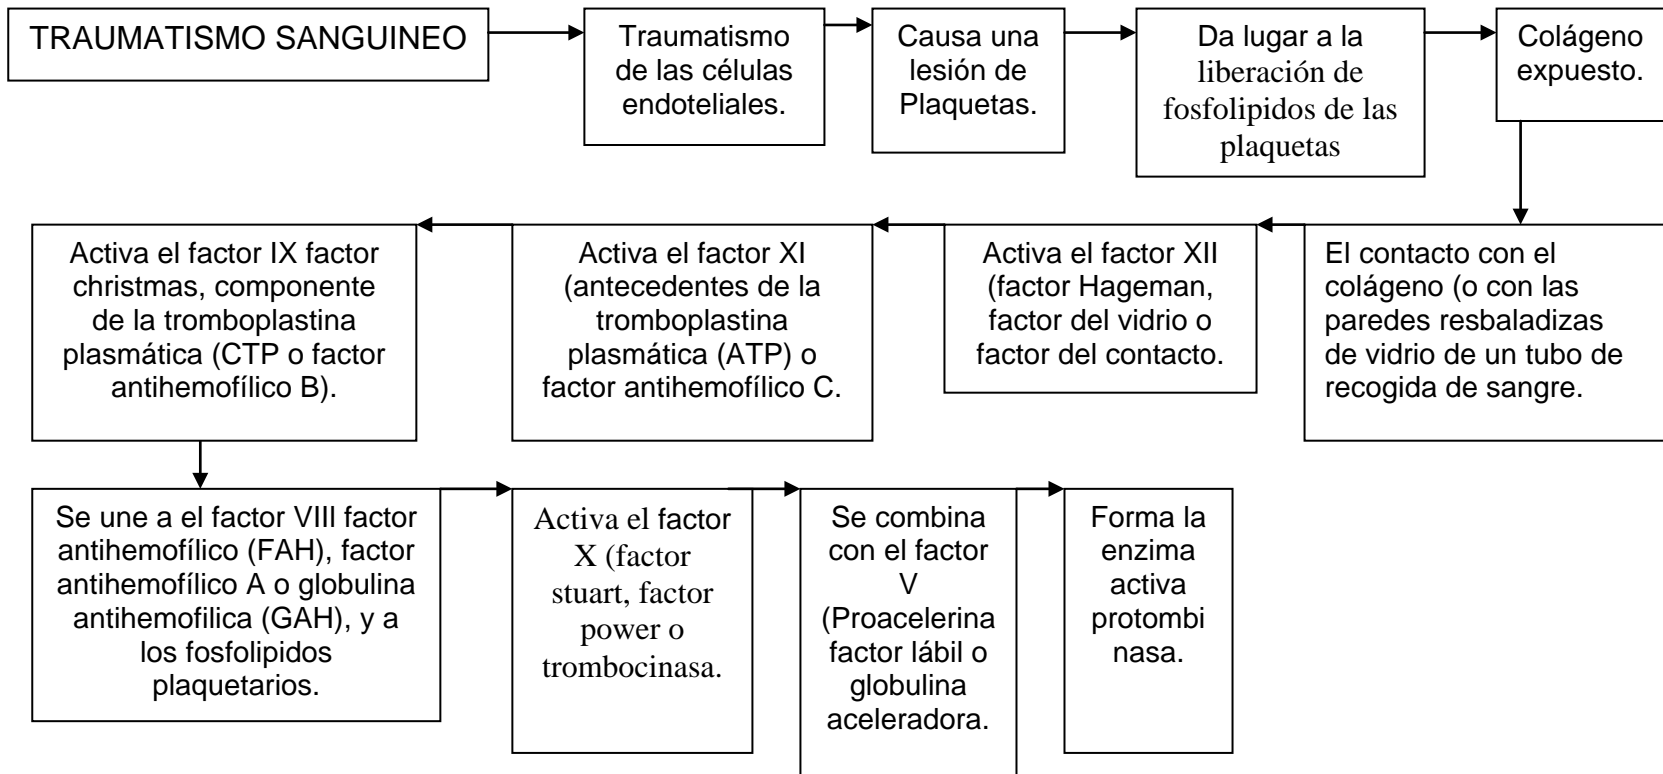 TRAUMATISMO SANGUINEO
Traumatismo
de las células
endoteliales.
Causa una
lesión de
Plaquetas.
Da lugar a la
liberación de
fosfolipidos de las
plaquetas
Colágeno
expuesto.
El contacto con el
colágeno (o con las
paredes resbaladizas
de vidrio de un tubo de
recogida de sangre.
Activa el factor XII
(factor Hageman,
factor del vidrio o
factor del contacto.
Activa el factor XI
(antecedentes de la
tromboplastina
plasmática (ATP) o
factor antihemofílico C.
Activa el factor IX factor
christmas, componente
de la tromboplastina
plasmática (CTP o factor
antihemofílico B).
Se une a el factor VIII factor
antihemofílico (FAH), factor
antihemofílico A o globulina
antihemofilica (GAH), y a
los fosfolipidos
plaquetarios.
Activa el factor
X (factor
stuart, factor
power o
trombocinasa.
Se combina
con el factor
V
(Proacelerina
factor lábil o
globulina
aceleradora.
Forma la
enzima
activa
protombi
nasa.